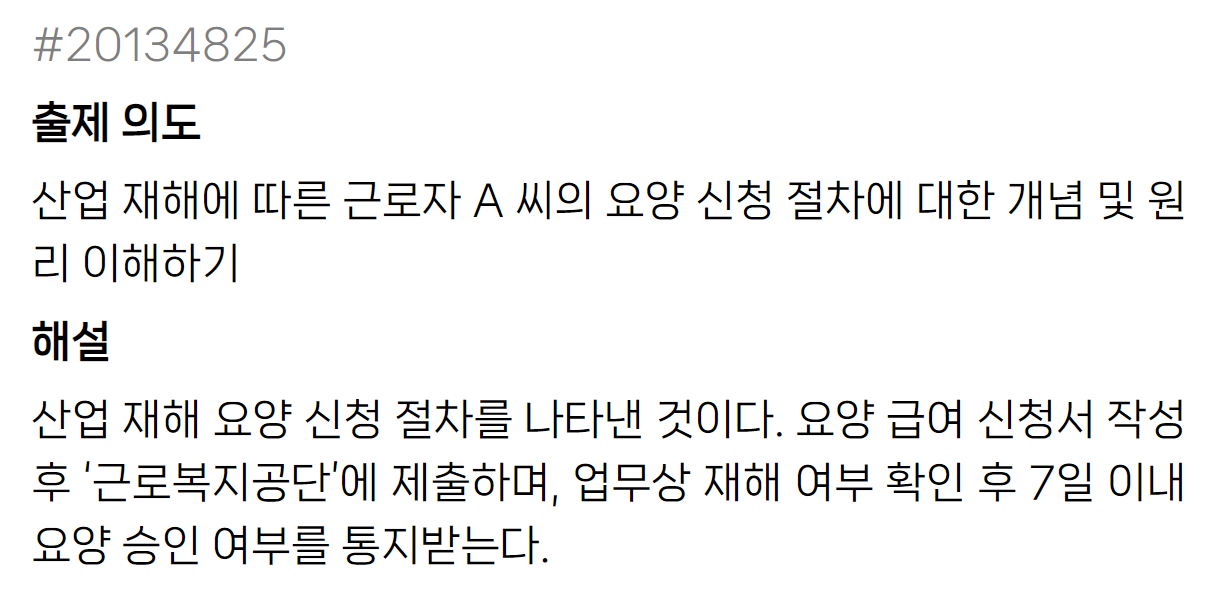 #20134825
출제 의도
산업 재해에 따른 근로자 A 씨의 요양 신청 절차에 대한 개념 및 원
리 이해하기
해설
산업 재해 요양 신청 절차를 나타낸 것이다. 요양 급여 신청서 작성
후 ‘근로복지공단’에 제출하며, 업무상 재해 여부 확인 후 7일 이내
요양 승인 여부를 통지받는다.